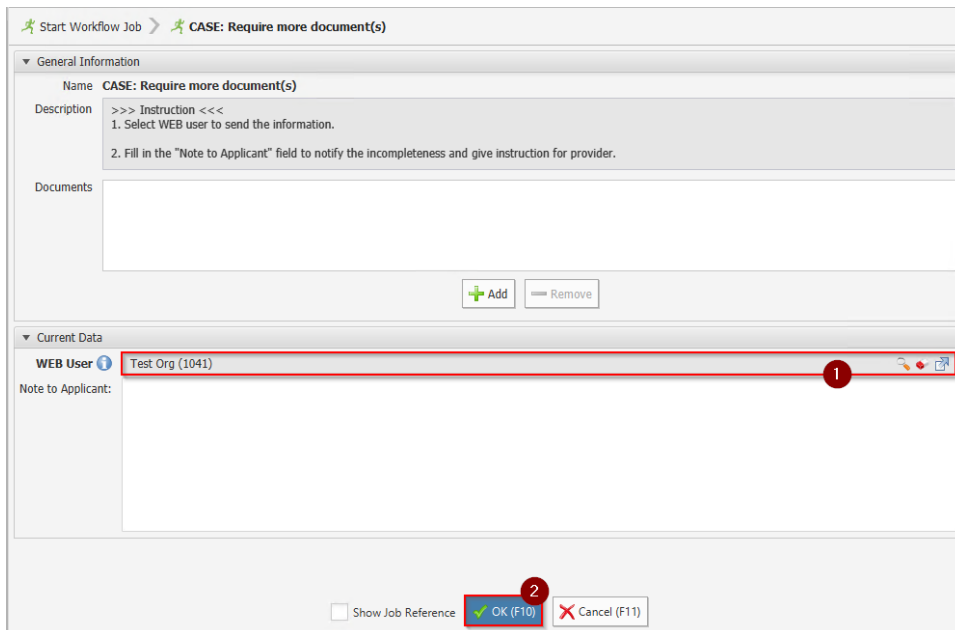 Start Workflow Job CASE: Require more document(s)
General Information
Name CASE: Require more document(s)
Description >>> Instruction <<<
1. Select WEB user to send the information.
2. Fill in the "Note to Applicant" field to notify the incompleteness and give instruction for provider.
Documents
Add Remove
Current Data
WEB User Test Org (1041)
1
Note to Applicant:
2
Show Job Reference OK (F10) Cancel (F11)